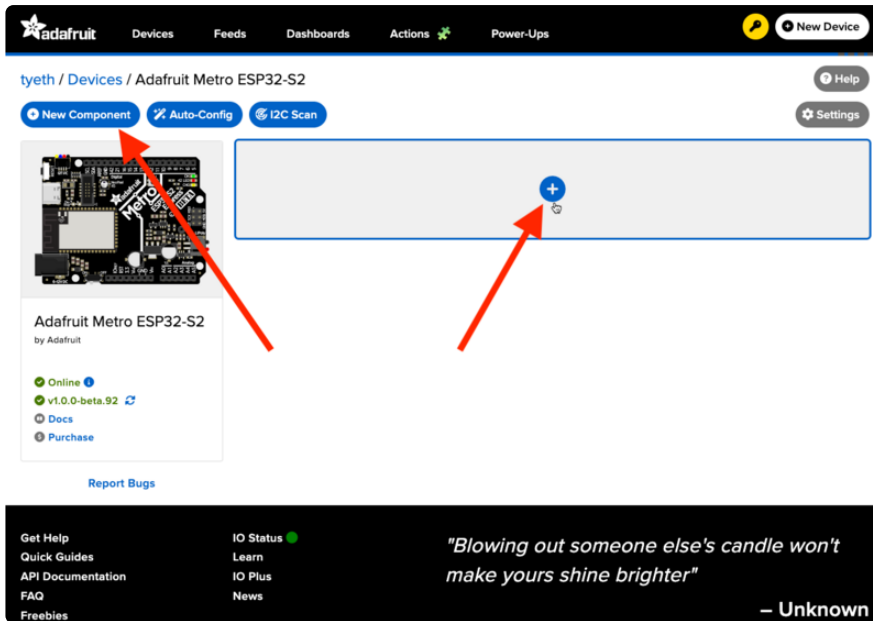 adafruit Devices Feeds Dashboards Actions Power-Ups New Device
tyeth / Devices / Adafruit Metro ESP32-S2
Help
New Component Auto-Config I2C Scan Settings
Metro
Adafruit Metro ESP32-S2
by Adafruit
Online
v1.0.0-beta.92
Docs
Purchase
Report Bugs
Get Help
Quick Guides
API Documentation
FAQ
Freebies
IO Status
Learn
IO Plus
News
"Blowing out someone else's candle won't
make yours shine brighter"
– Unknown